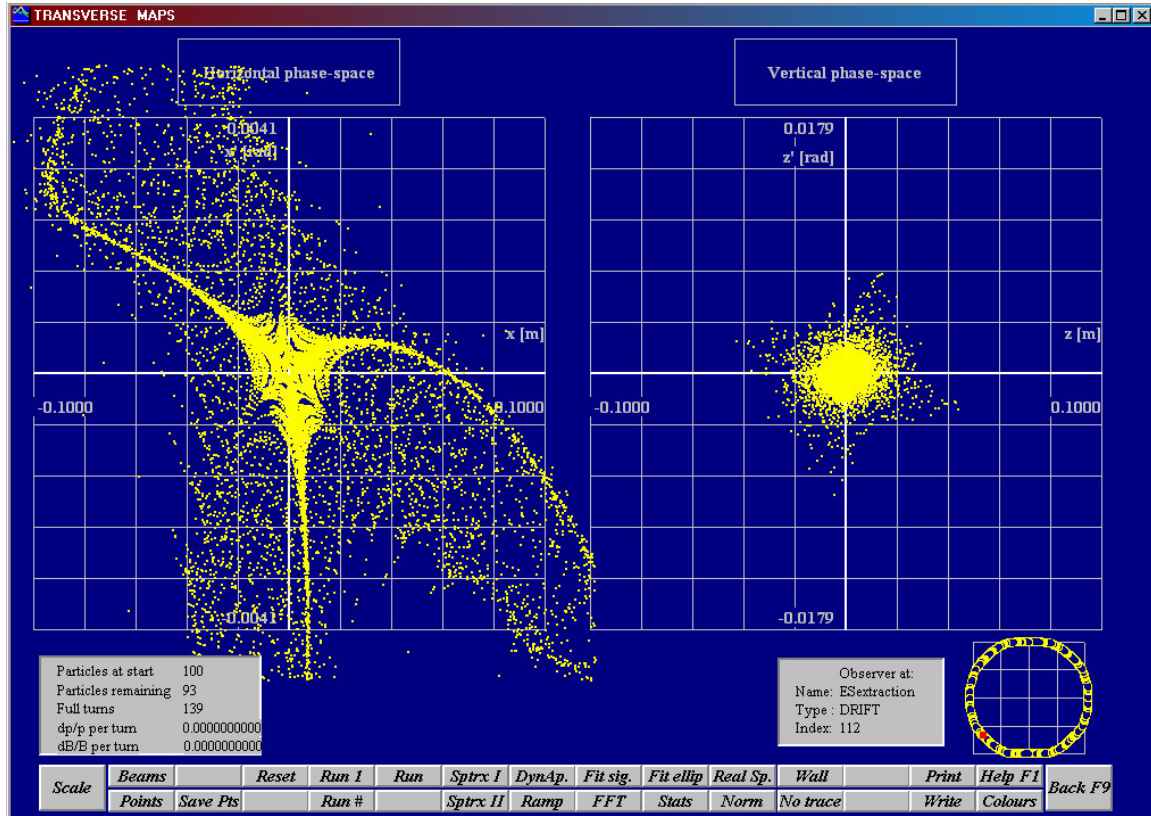 TRANSVERSE MAPS
Horizontal phase-space
Vertical phase-space
0.0041
x' [rad]
0.0179
z' [rad]
x [m]
z [m]
-0.1000
0.1000
-0.1000
0.1000
-0.0041
-0.0179
Particles at start 100
Particles remaining 93
Full turns 139
dp/p per turn 0.0000000000
dB/B per turn 0.0000000000
Observer at:
Name: ESextraction
Type : DRIFT
Index: 112
Scale
Beams Reset Run 1 Run Sptrx I DynAp. Fit sig. Fit ellip Real Sp. Wall Print Help F1
Back F9
Points Save Pts Run # Sptrx II Ramp FFT Stats Norm No trace Write Colours